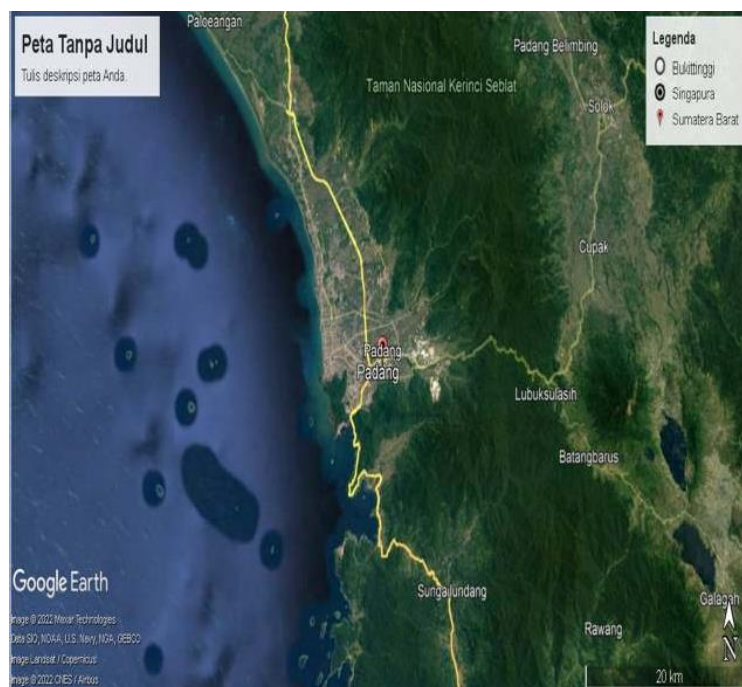 Paloeangan
Peta Tanpa Judul
Tulis deskripsi peta Anda.
Padang Belimbing
Legenda
Bukittinggi
Singapura
Sumatera Barat
Taman Nasional Kerinci Seblat
Solok
Cupak
Padang
Padang
Lubuksulasih
Batangbarus
Sungailundang
Galagah
Rawang
N
20 km
Google Earth
Image © 2022 Maxar Technologies
Data SIO, NOAA, U.S. Navy, NGA, GEBCO
Image Landsat / Copernicus
Image © 2022 CNES / Airbus